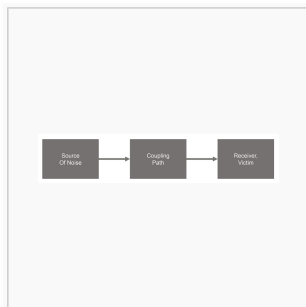 Source
Of Noise
Coupling
Path
Receiver,
Victim